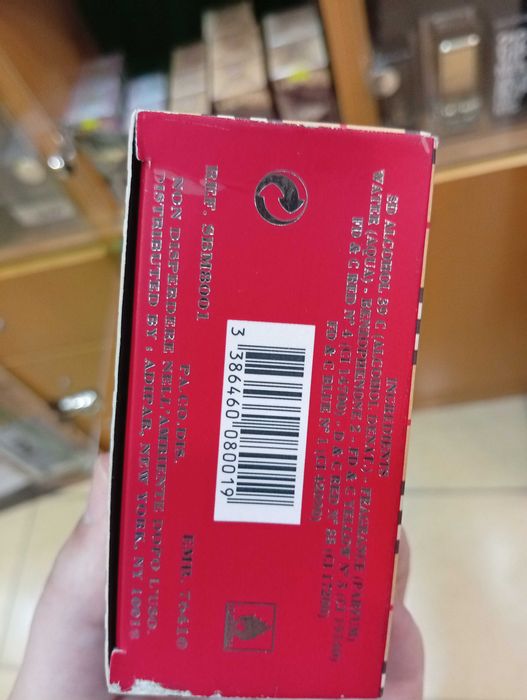 INGREDIENTS
SD ALCOHOL 39 C (ALCOHOL DENAT.) - FRAGRANCE (PARFUM)
WATER (AQUA) - BENZOPHENONE 2 - FD & C YELLOW N° 5 (CI 19140)
FD & C RED N° 4 (CI 14700) - D & C RED N° 33 (CI 17200)
FD & C BLUE N° 1 (CI 42090)
3 386460 080019
REF. SBM8001
FA.CO.DIS.
EMB. 76410
NON DISPERDERE NELL'AMBIENTE DOPO L'USO.
DISTRIBUTED BY : ADIPAR, NEW YORK, NY 10018